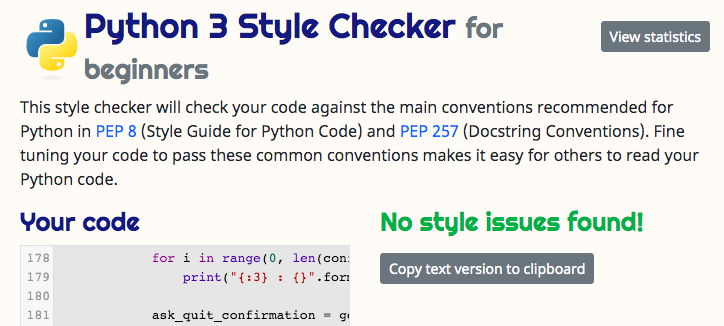 Python 3 Style Checker for
beginners
View statistics
This style checker will check your code against the main conventions recommended for
Python in PEP 8 (Style Guide for Python Code) and PEP 257 (Docstring Conventions). Fine
tuning your code to pass these common conventions makes it easy for others to read your
Python code.
Your code
No style issues found!
Copy text version to clipboard
178 for i in range(0, len(con
179 print("{:3} : {}".for
180
181 ask_quit_confirmation = g